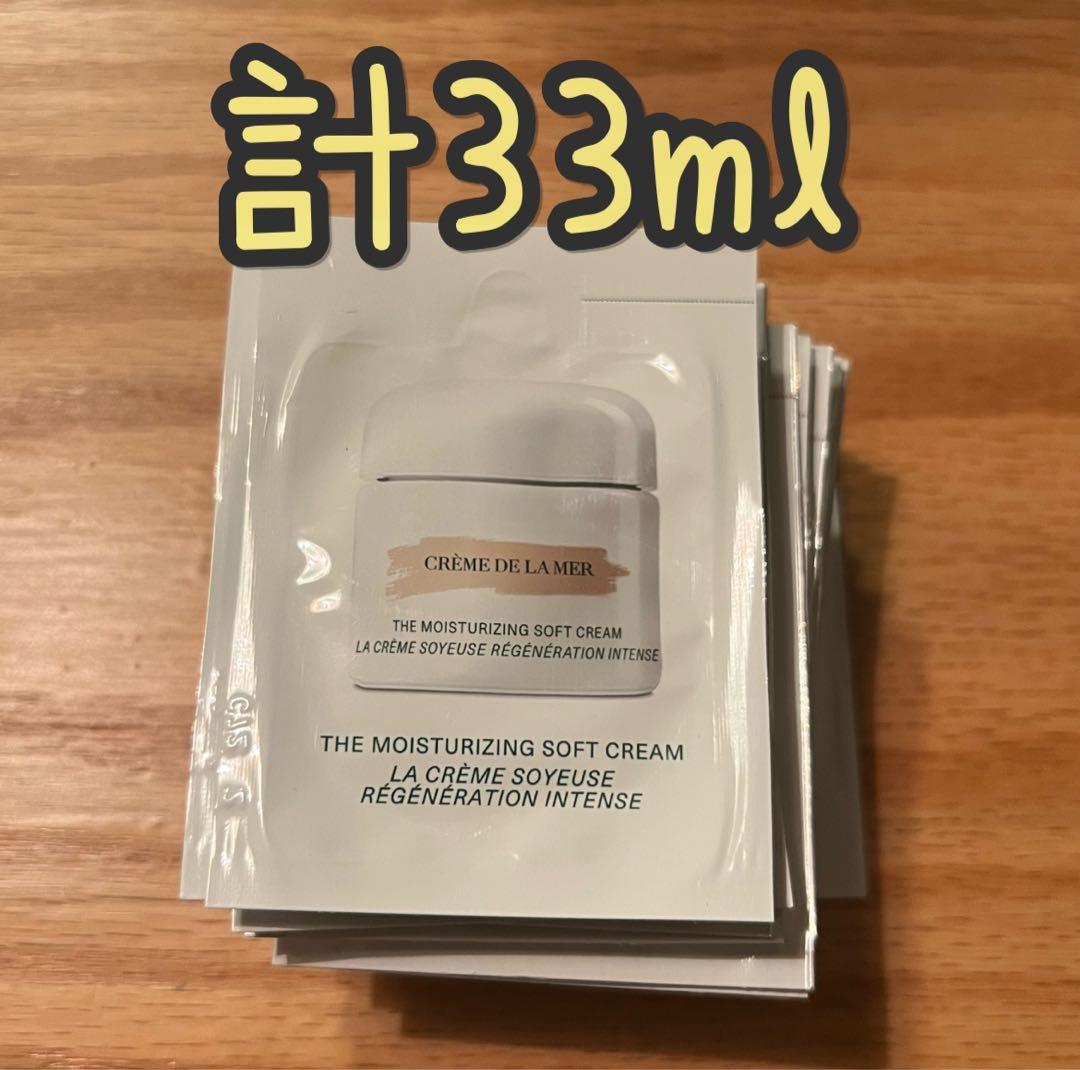 計33ml
CRÈME DE LA MER
THE MOISTURIZING SOFT CREAM
LA CRÈME SOYEUSE RÉGÉNÉRATION INTENSE
THE MOISTURIZING SOFT CREAM
LA CRÈME SOYEUSE
RÉGÉNÉRATION INTENSE